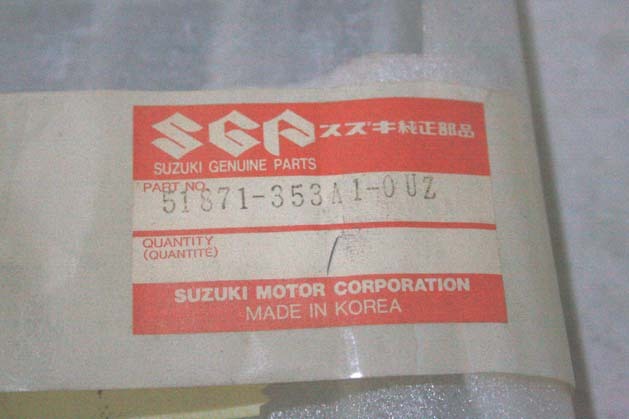 SGP スズキ純正部品
SUZUKI GENUINE PARTS
PART NO.
51871-353A1-0UZ
QUANTITY
(QUANTITÉ)
/
SUZUKI MOTOR CORPORATION
MADE IN KOREA